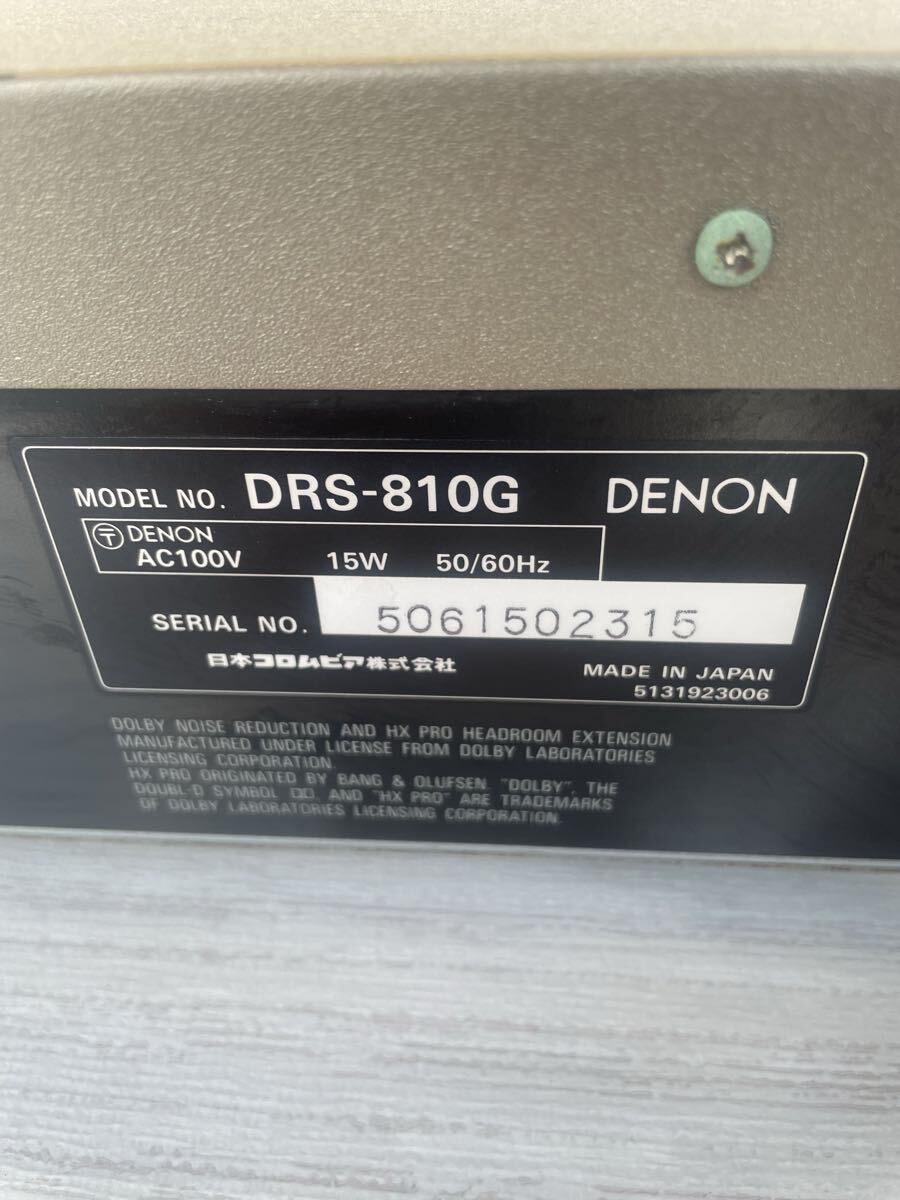 MODEL NO. DRS-810G DENON
〶 DENON
AC100V 15W 50/60Hz
SERIAL NO. 5061502315
日本コロムビア株式会社
MADE IN JAPAN
5131923006
DOLBY NOISE REDUCTION AND HX PRO HEADROOM EXTENSION
MANUFACTURED UNDER LICENSE FROM DOLBY LABORATORIES
LICENSING CORPORATION.
HX PRO ORIGINATED BY BANG & OLUFSEN. "DOLBY", THE
DOUBL-D SYMBOL 🄳🄳, AND "HX PRO" ARE TRADEMARKS
OF DOLBY LABORATORIES LICENSING CORPORATION.